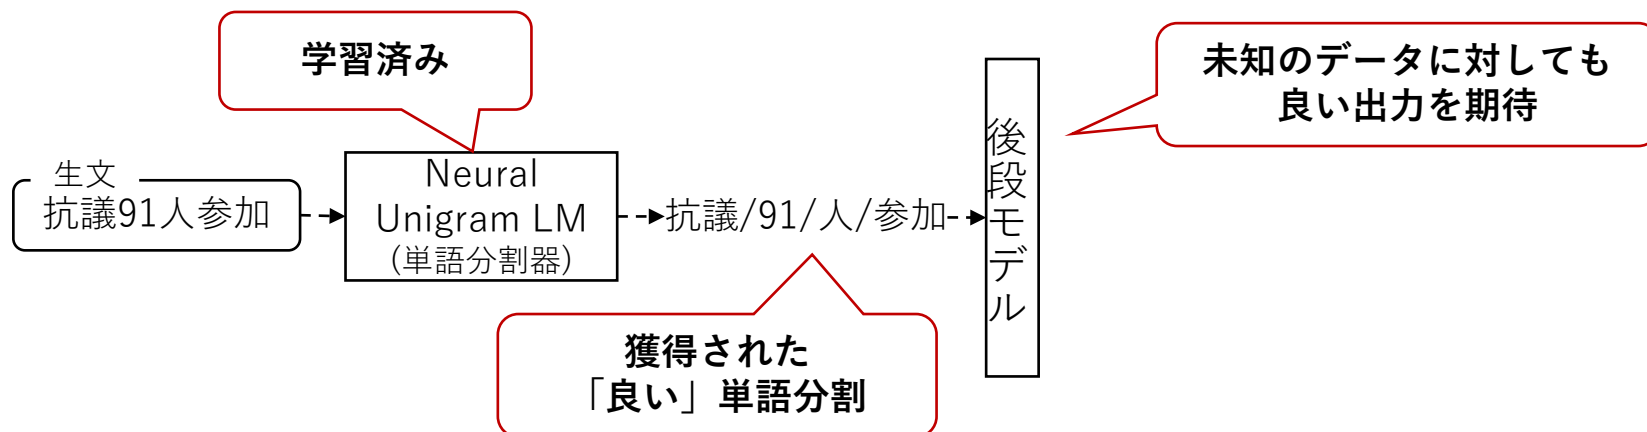 学習済み
未知のデータに対しても
良い出力を期待
生文
抗議91人参加
Neural
Unigram LM
(単語分割器)
抗議/91/人/参加
後段モデル
獲得された
「良い」単語分割